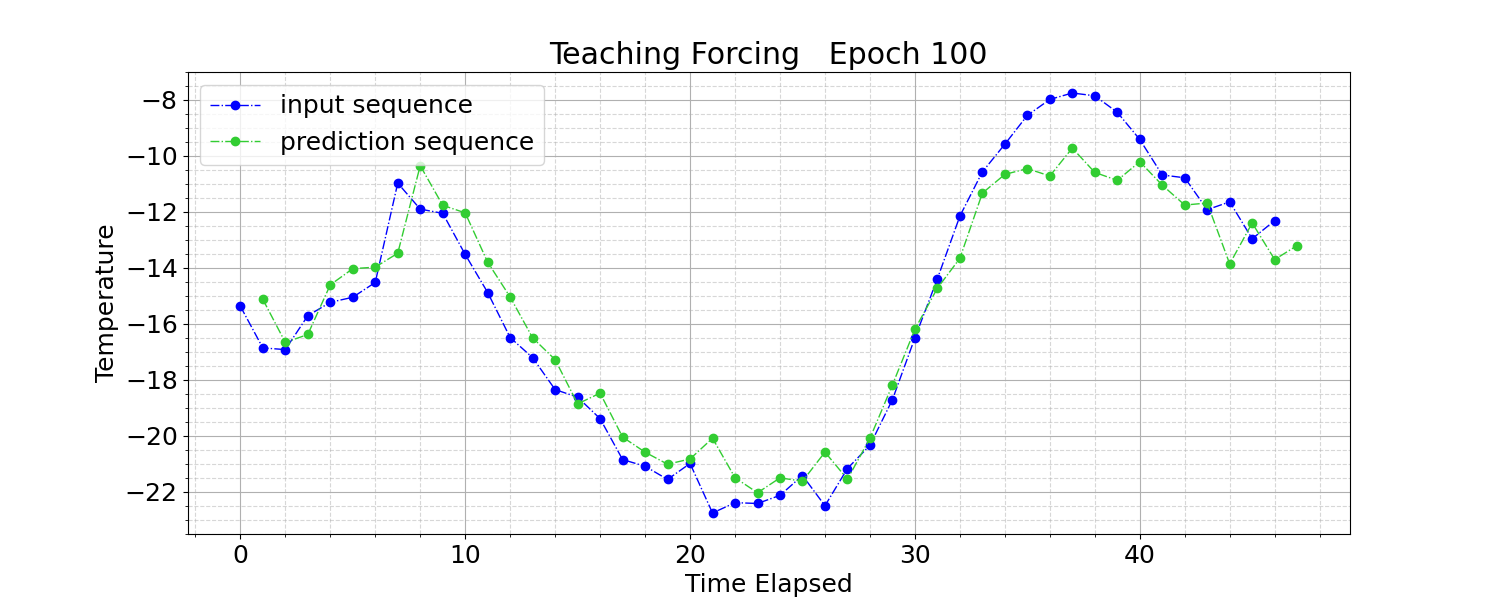 Teaching Forcing   Epoch 100
input sequence
prediction sequence
Temperature
−8
−10
−12
−14
−16
−18
−20
−22
0 10 20 30 40
Time Elapsed